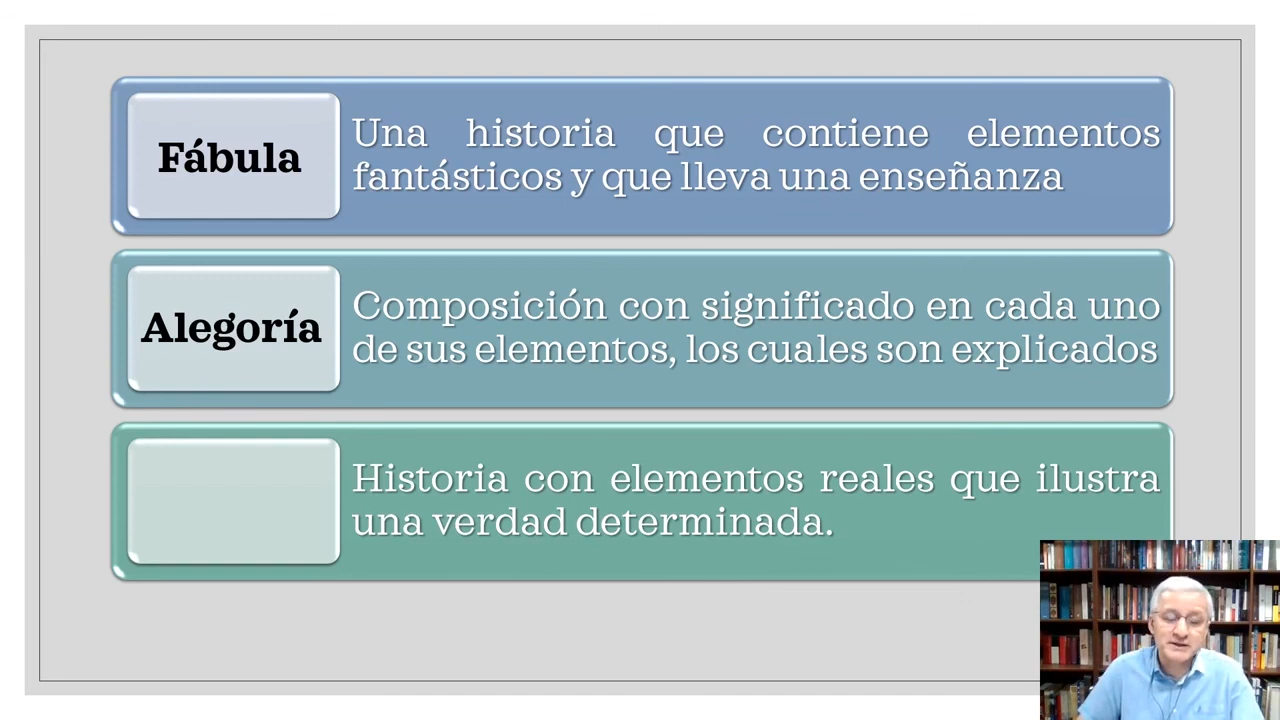 Fábula
Una historia que contiene elementos
fantásticos y que lleva una enseñanza
Alegoría
Composición con significado en cada uno
de sus elementos, los cuales son explicados
Historia con elementos reales que ilustra
una verdad determinada.